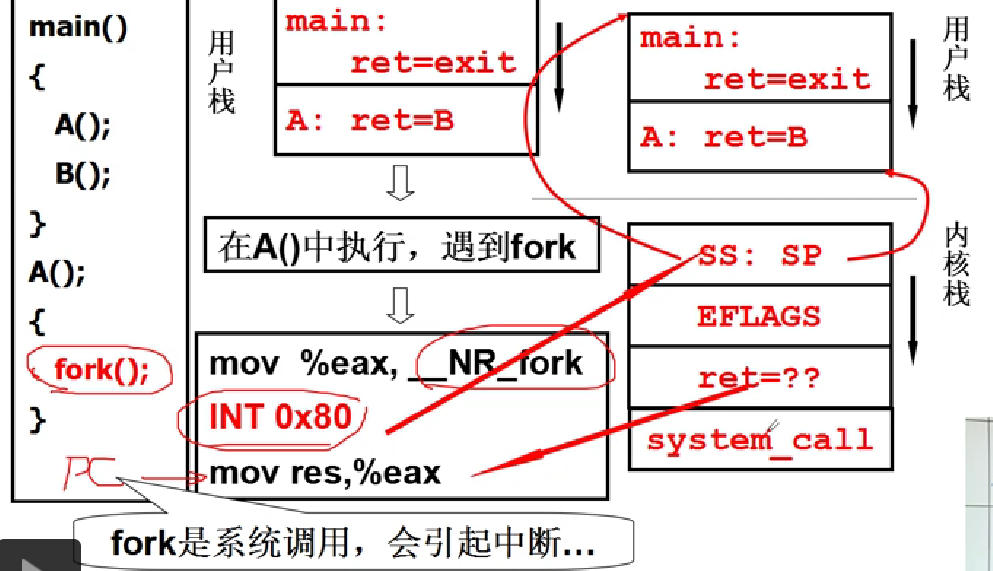 main()
{
A();
B();
}
A();
{
fork();
}
PC
用户栈
main:
ret=exit
A: ret=B
在A()中执行，遇到fork
mov %eax, __NR_fork
INT 0x80
mov res,%eax
fork是系统调用，会引起中断…
main:
ret=exit
A: ret=B
用户栈
SS: SP
EFLAGS
ret=??
system_call
内核栈